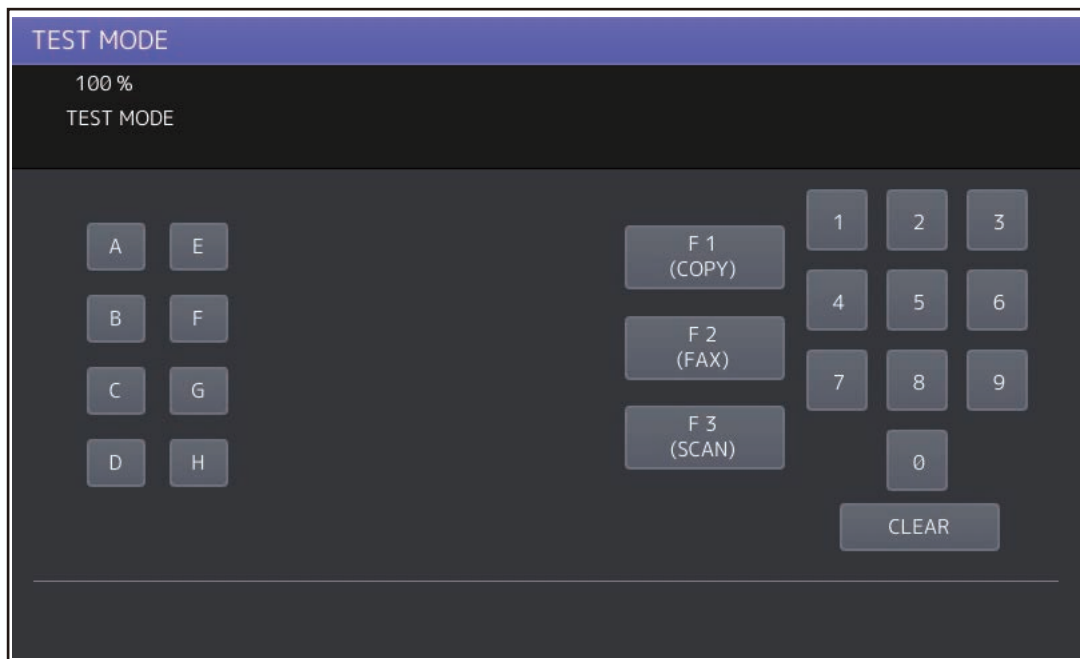 TEST MODE
100 %
TEST MODE
A E
B F
C G
D H
F 1
(COPY)
F 2
(FAX)
F 3
(SCAN)
1 2 3
4 5 6
7 8 9
0
CLEAR